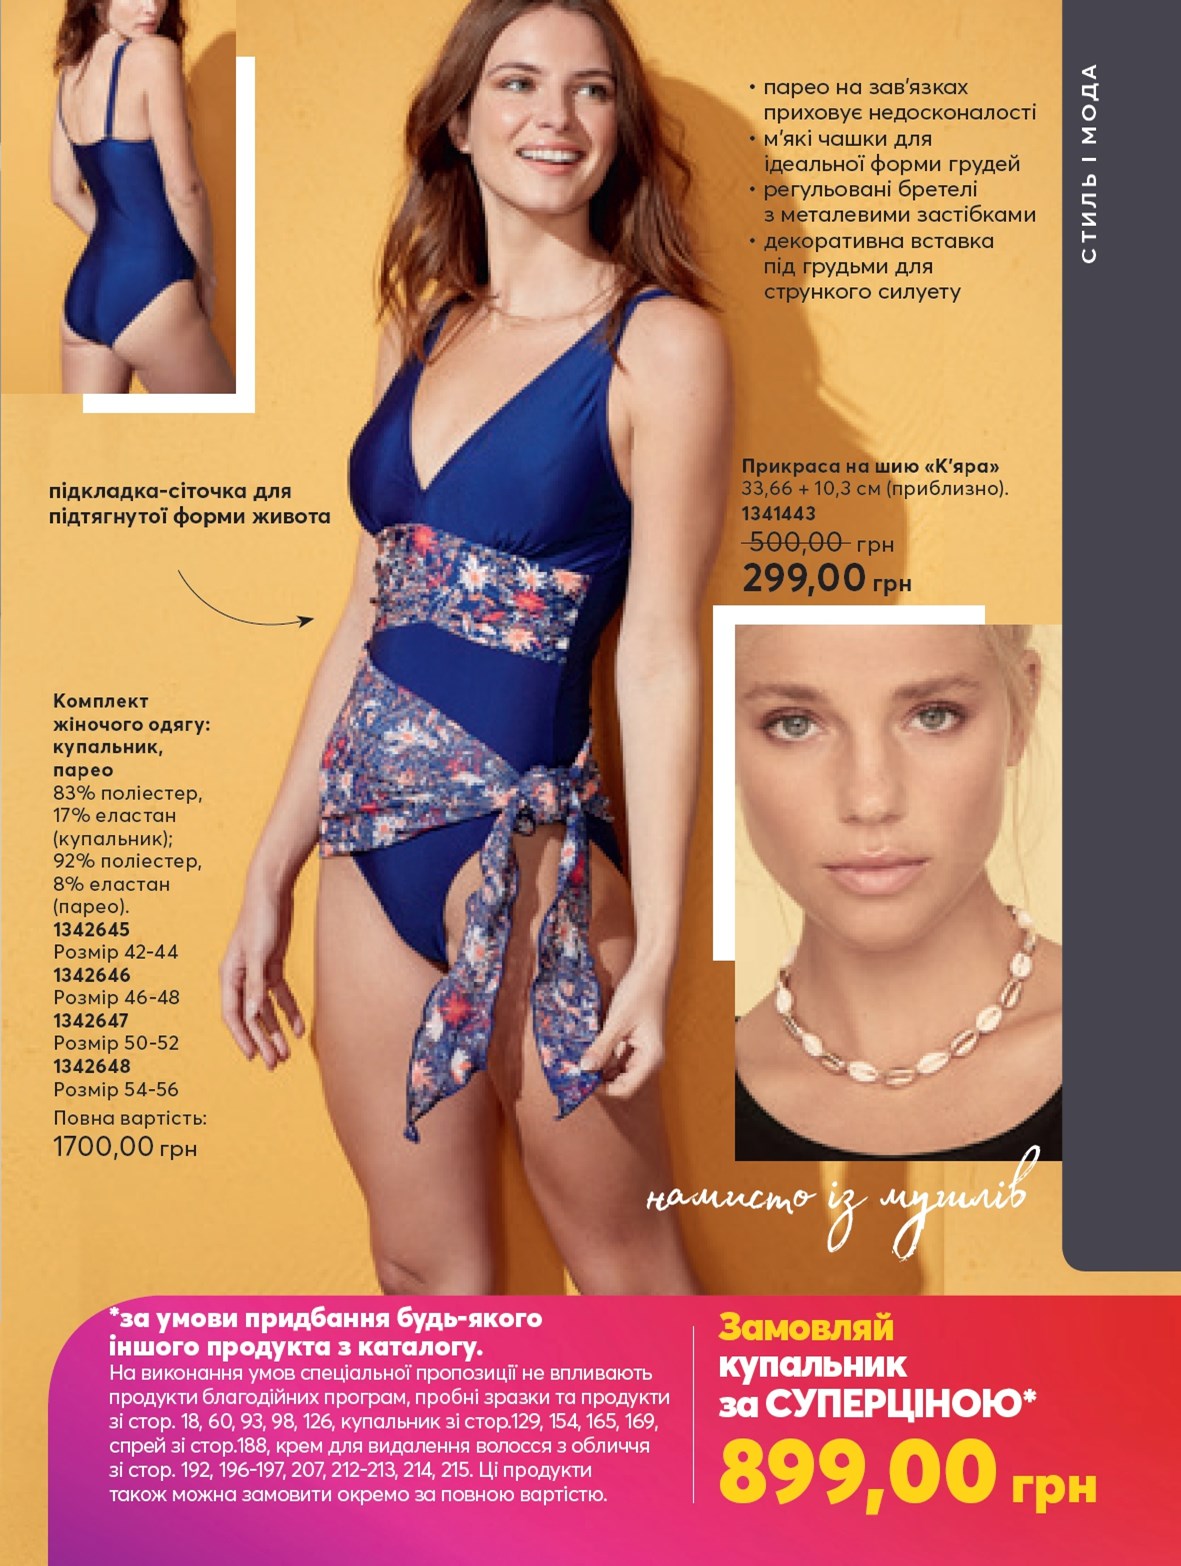 • парео на зав’язках
приховує недосконалості
• м’які чашки для
ідеальної форми грудей
• регульовані бретелі
з металевими застібками
• декоративна вставка
під грудьми для
стрункого силуету
СТИЛЬ І МОДА
підкладка-сіточка для
підтягнутої форми живота
Прикраса на шию «К’яра»
33,66 + 10,3 см (приблизно).
1341443
500,00 грн
299,00 грн
Комплект
жіночого одягу:
купальник,
парео
83% поліестер,
17% еластан
(купальник);
92% поліестер,
8% еластан
(парео).
1342645
Розмір 42-44
1342646
Розмір 46-48
1342647
Розмір 50-52
1342648
Розмір 54-56
Повна вартість:
1700,00 грн
намисто із мушлів
*за умови придбання будь-якого
іншого продукта з каталогу.
На виконання умов спеціальної пропозиції не впливають
продукти благодійних програм, пробні зразки та продукти
зі стор. 18, 60, 93, 98, 126, купальник зі стор.129, 154, 165, 169,
спрей зі стор.188, крем для видалення волосся з обличчя
зі стор. 192, 196-197, 207, 212-213, 214, 215. Ці продукти
також можна замовити окремо за повною вартістю.
Замовляй
купальник
за СУПЕРЦІНОЮ*
899,00 грн